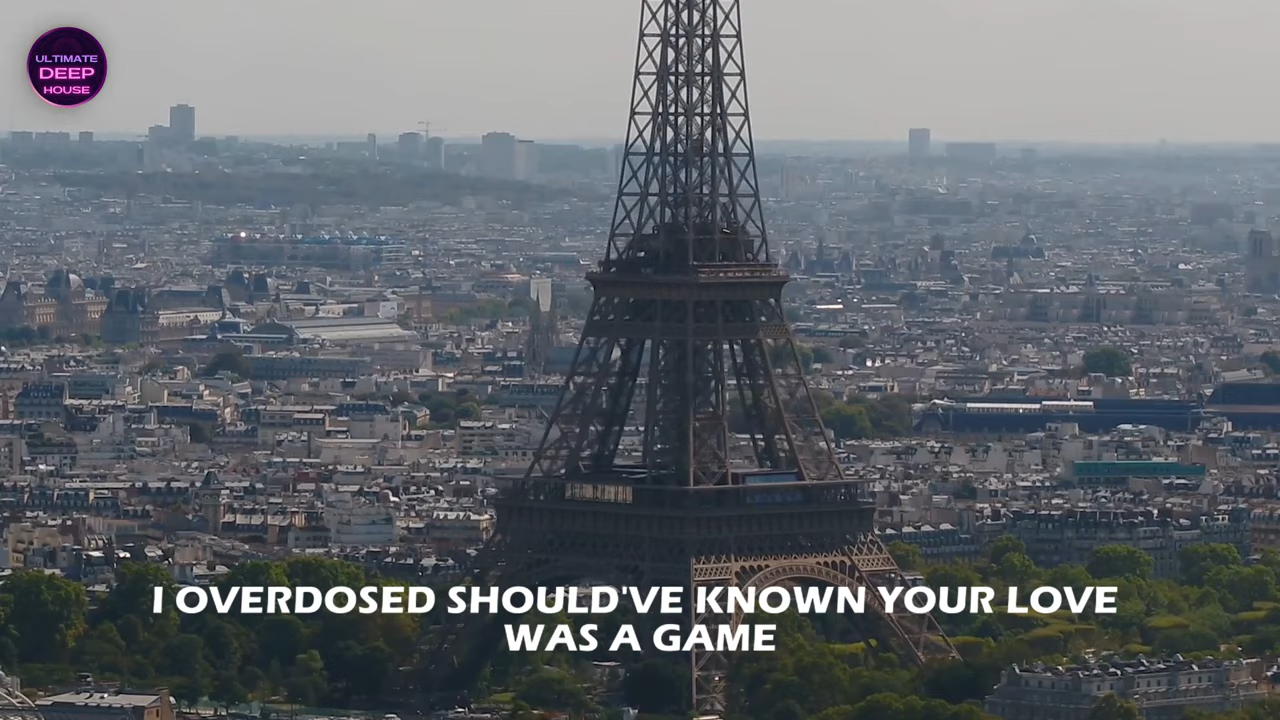 ULTIMATE
DEEP
HOUSE
I OVERDOSED SHOULD'VE KNOWN YOUR LOVE
WAS A GAME